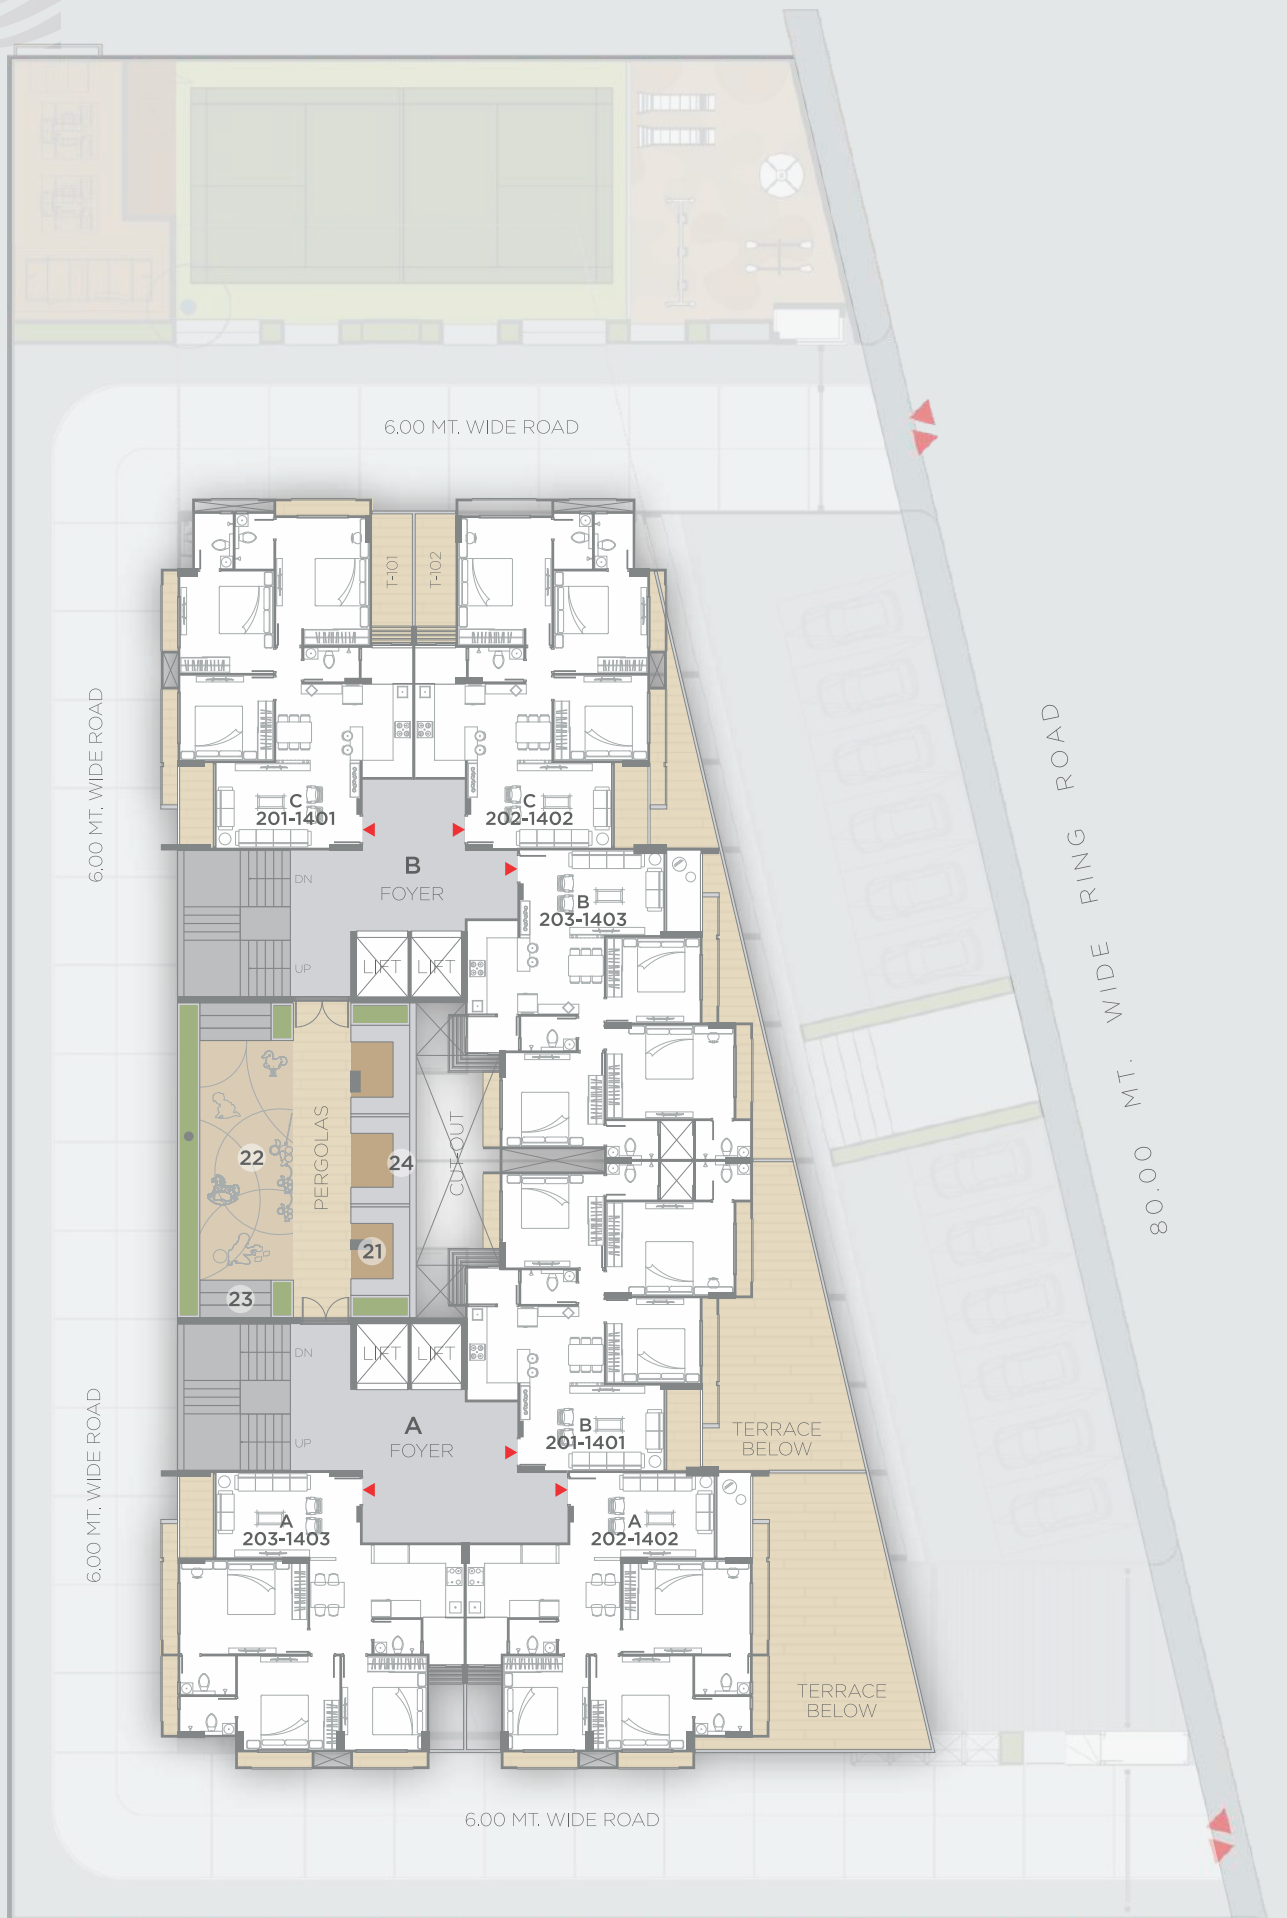 6.00 MT. WIDE ROAD
T-101
T-102
6.00 MT. WIDE ROAD
80.00 MT. WIDE RING ROAD
C
201-1401
C
202-1402
B
FOYER
DN
UP
LIFT
LIFT
B
203-1403
PERGOLAS
CUT-OUT
22
24
21
23
LIFT
LIFT
DN
UP
A
FOYER
B
201-1401
TERRACE
BELOW
6.00 MT. WIDE ROAD
A
203-1403
A
202-1402
TERRACE
BELOW
6.00 MT. WIDE ROAD